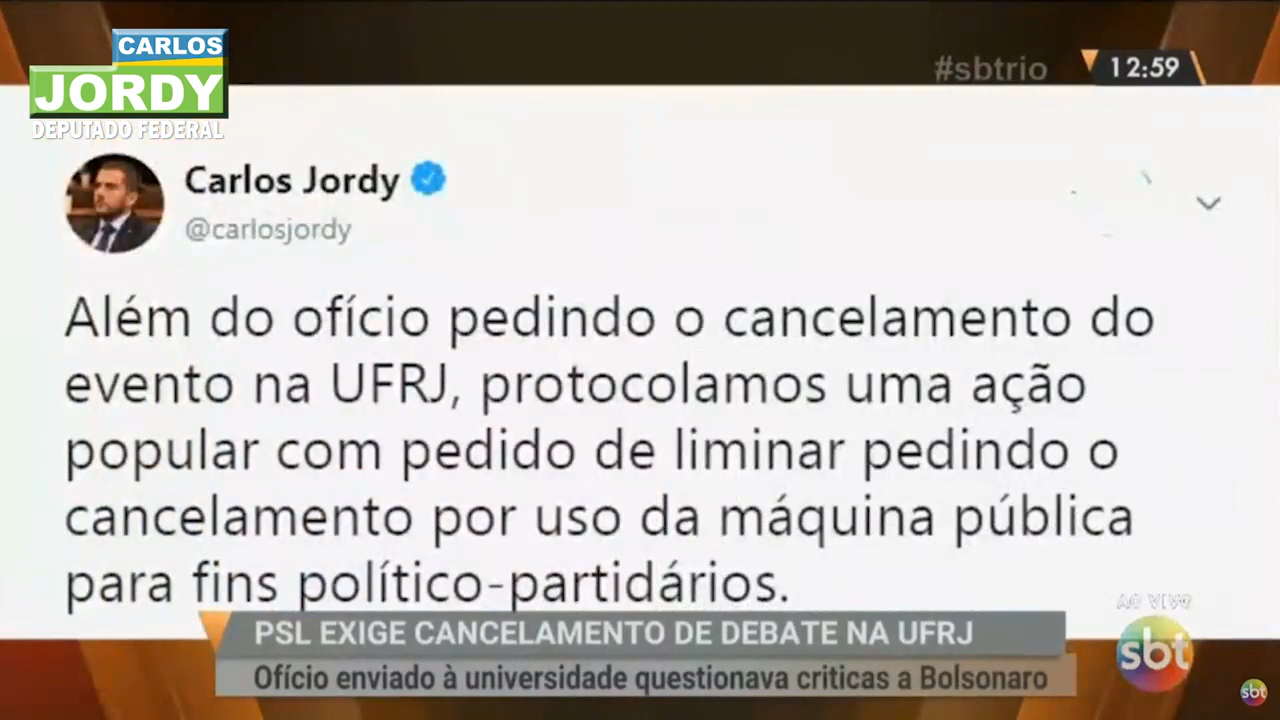 CARLOS
JORDY
DEPUTADO FEDERAL
#sbtrio
12:59
Carlos Jordy
@carlosjordy
Além do ofício pedindo o cancelamento do
evento na UFRJ, protocolamos uma ação
popular com pedido de liminar pedindo o
cancelamento por uso da máquina pública
para fins político-partidários.
AO VIVO
PSL EXIGE CANCELAMENTO DE DEBATE NA UFRJ
sbt
Ofício enviado à universidade questionava criticas a Bolsonaro
sbt